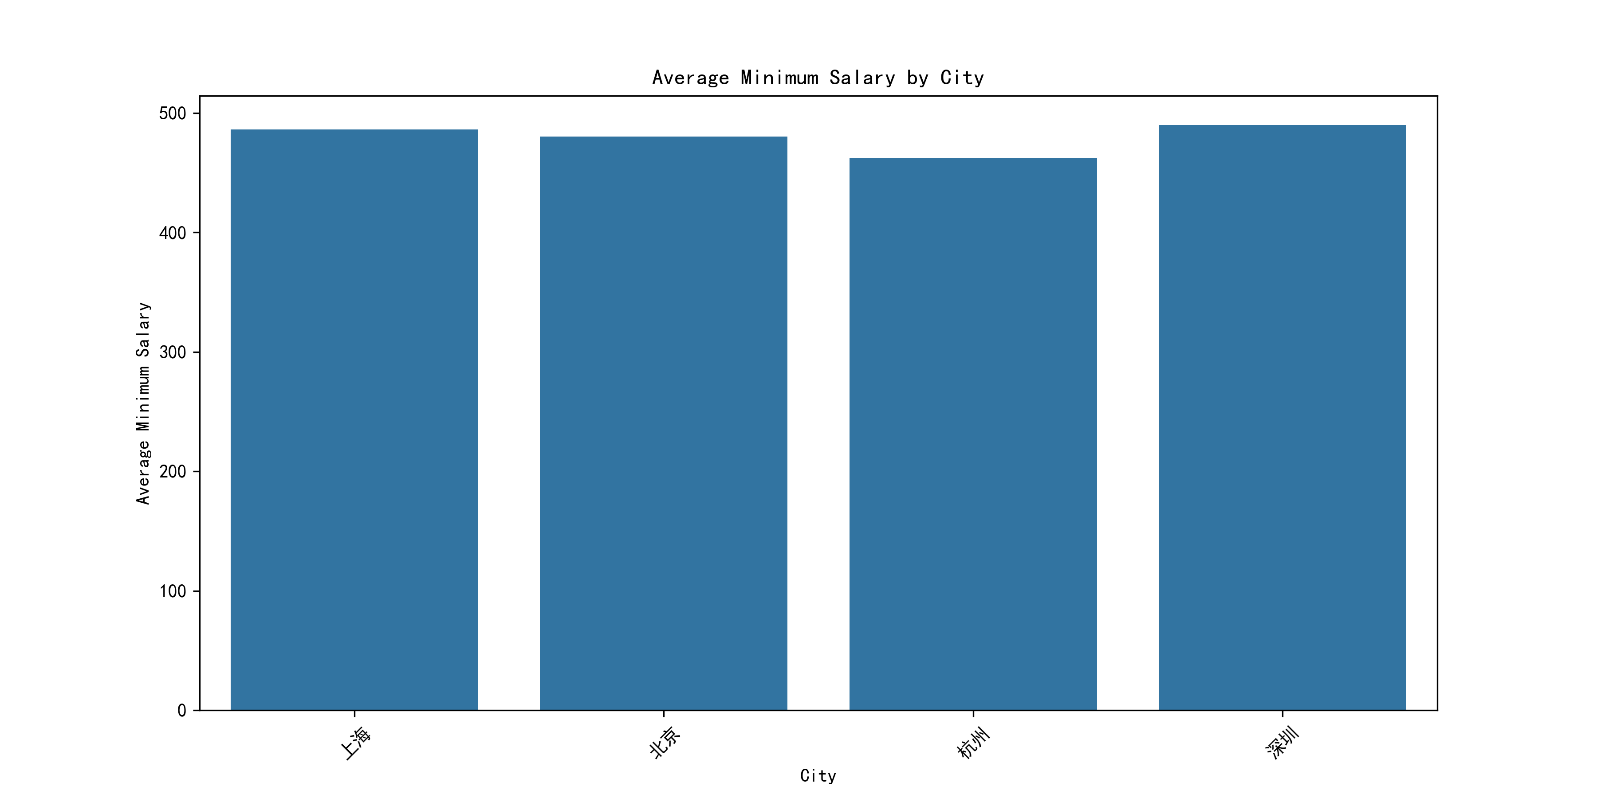 Average Minimum Salary by City
Average Minimum Salary
500
400
300
200
100
0
上海
北京
杭州
深圳
City